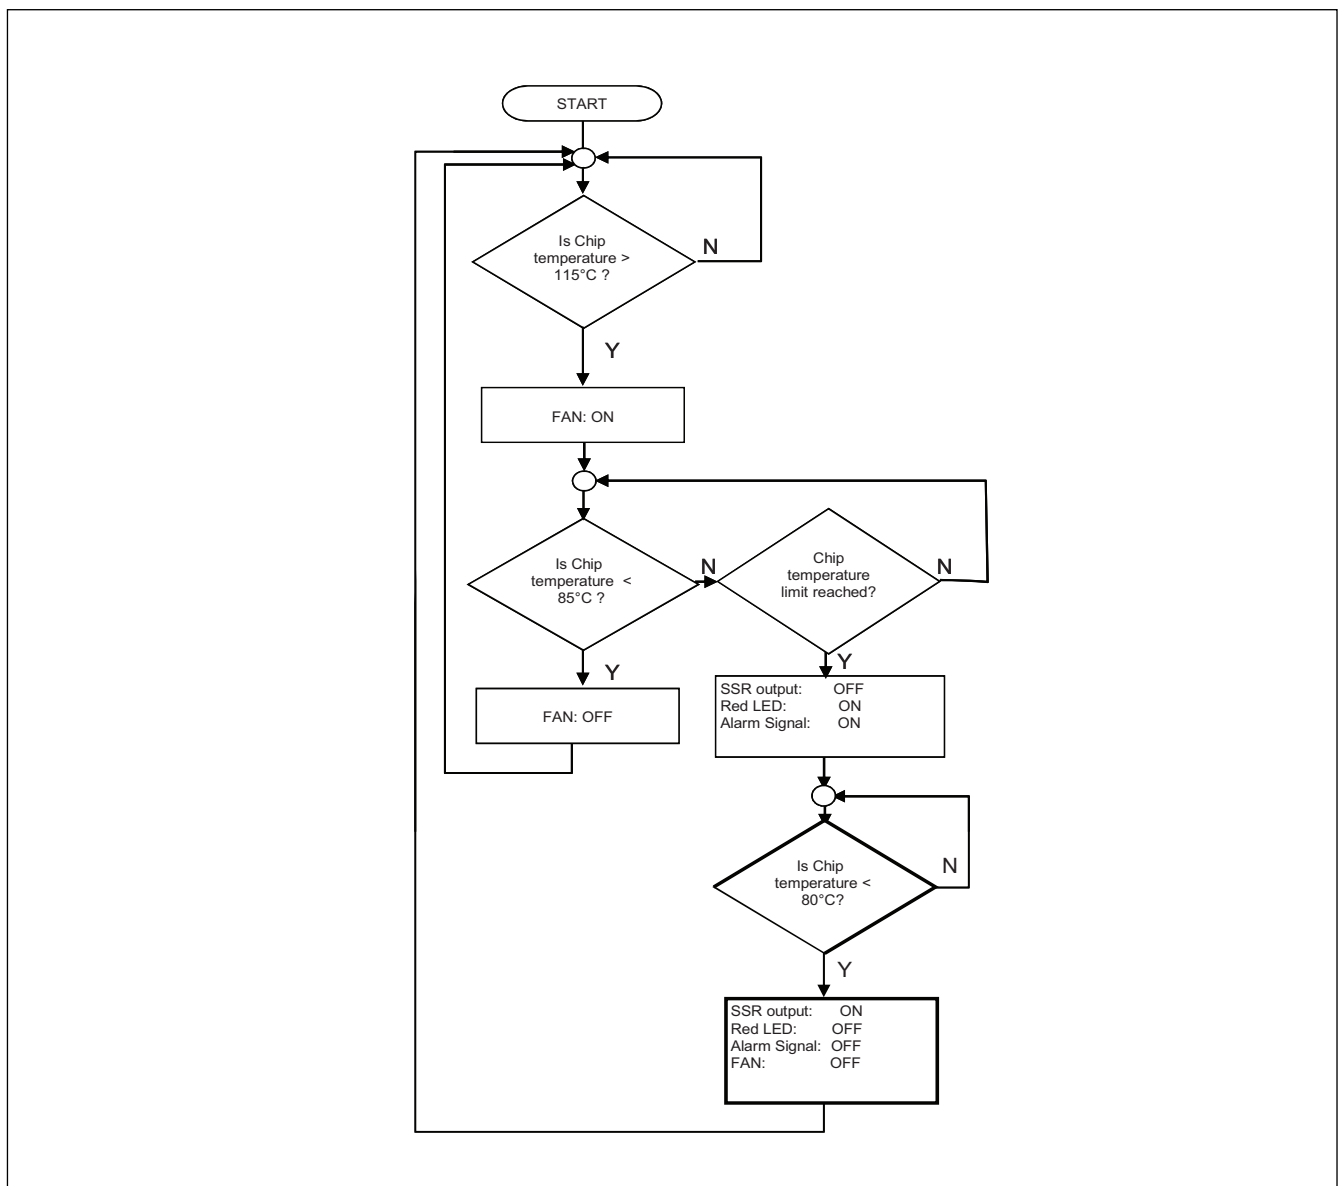 START
Is Chip
temperature >
115°C ?
N
Y
FAN: ON
Is Chip
temperature <
85°C ?
N
Chip
temperature
limit reached?
N
Y
FAN: OFF
Y
SSR output: OFF
Red LED: ON
Alarm Signal: ON
Is Chip
temperature <
80°C?
N
Y
SSR output: ON
Red LED: OFF
Alarm Signal: OFF
FAN: OFF